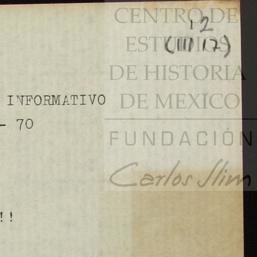 12
(III 17)
CENTRO DE
ESTUDIOS
DE HISTORIA
DE MEXICO
FUNDACIÓN
Carlos Slim
INFORMATIVO
- 70
!!